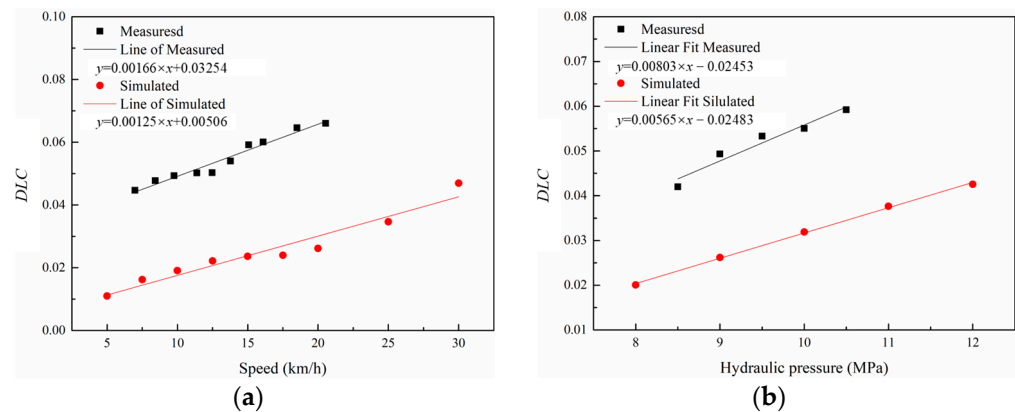 0.10
0.08
0.06
0.04
0.02
0.00
DLC
Measuresd
Line of Measured
y=0.00166×x+0.03254
Simulated
Line of Simulated
y=0.00125×x+0.00506
5 10 15 20 25 30
Speed (km/h)
(a)
0.08
0.07
0.06
0.05
0.04
0.03
0.02
0.01
DLC
Measuresd
Linear Fit Measured
y=0.00803×x − 0.02453
Simulated
Linear Fit Silulated
y=0.00565×x − 0.02483
8 9 10 11 12
Hydraulic pressure (MPa)
(b)